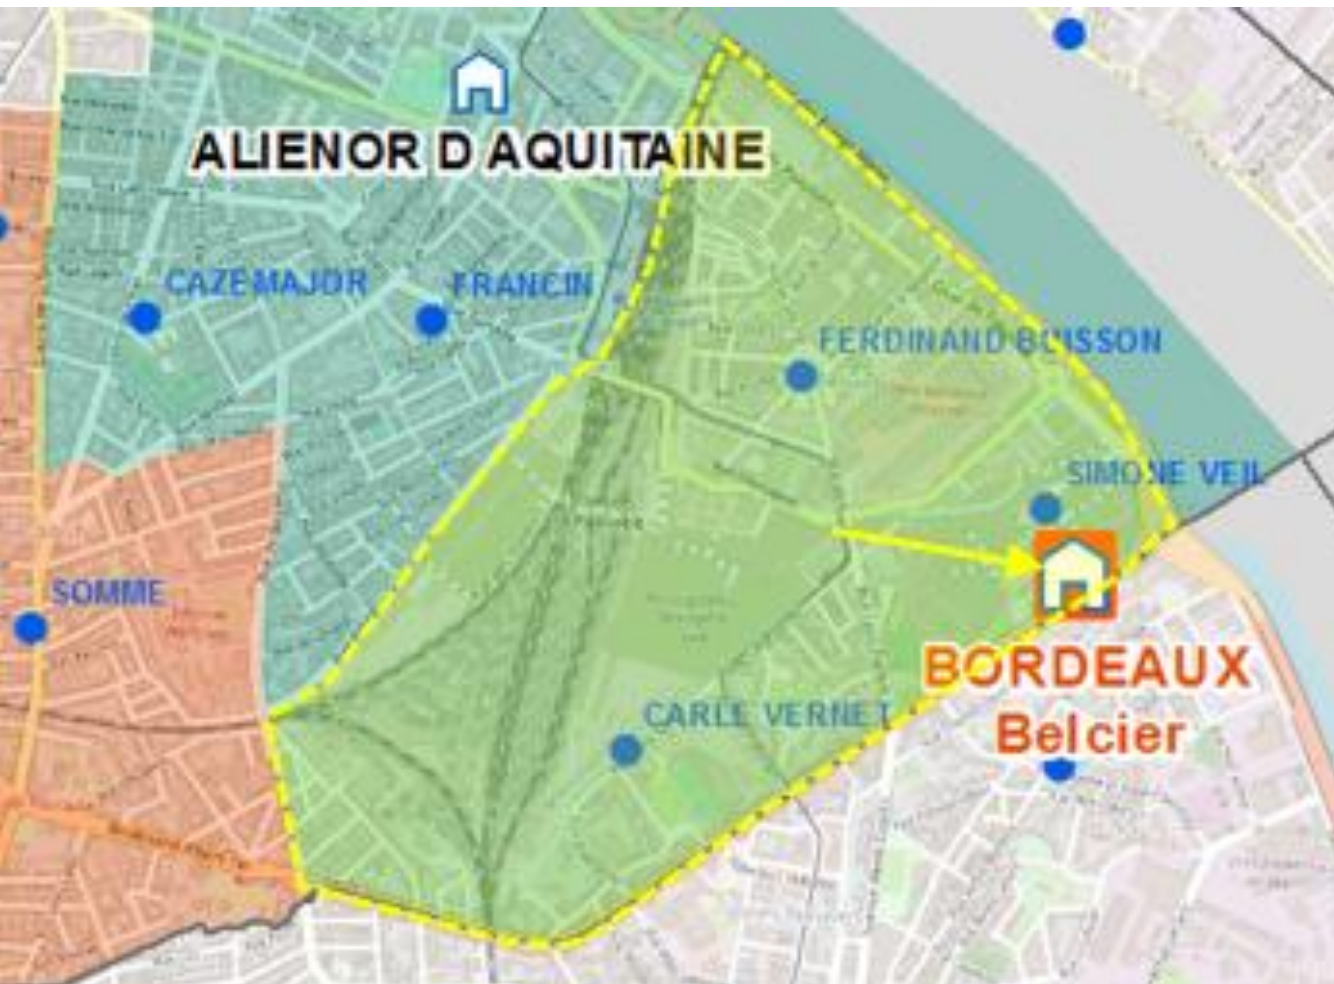 ALIENOR D AQUITAINE
CAZEMAJOR
FRANCIN
FERDINAND BUISSON
SIMONE VEIL
SOMME
BORDEAUX
Belcier
CARLE VERNET